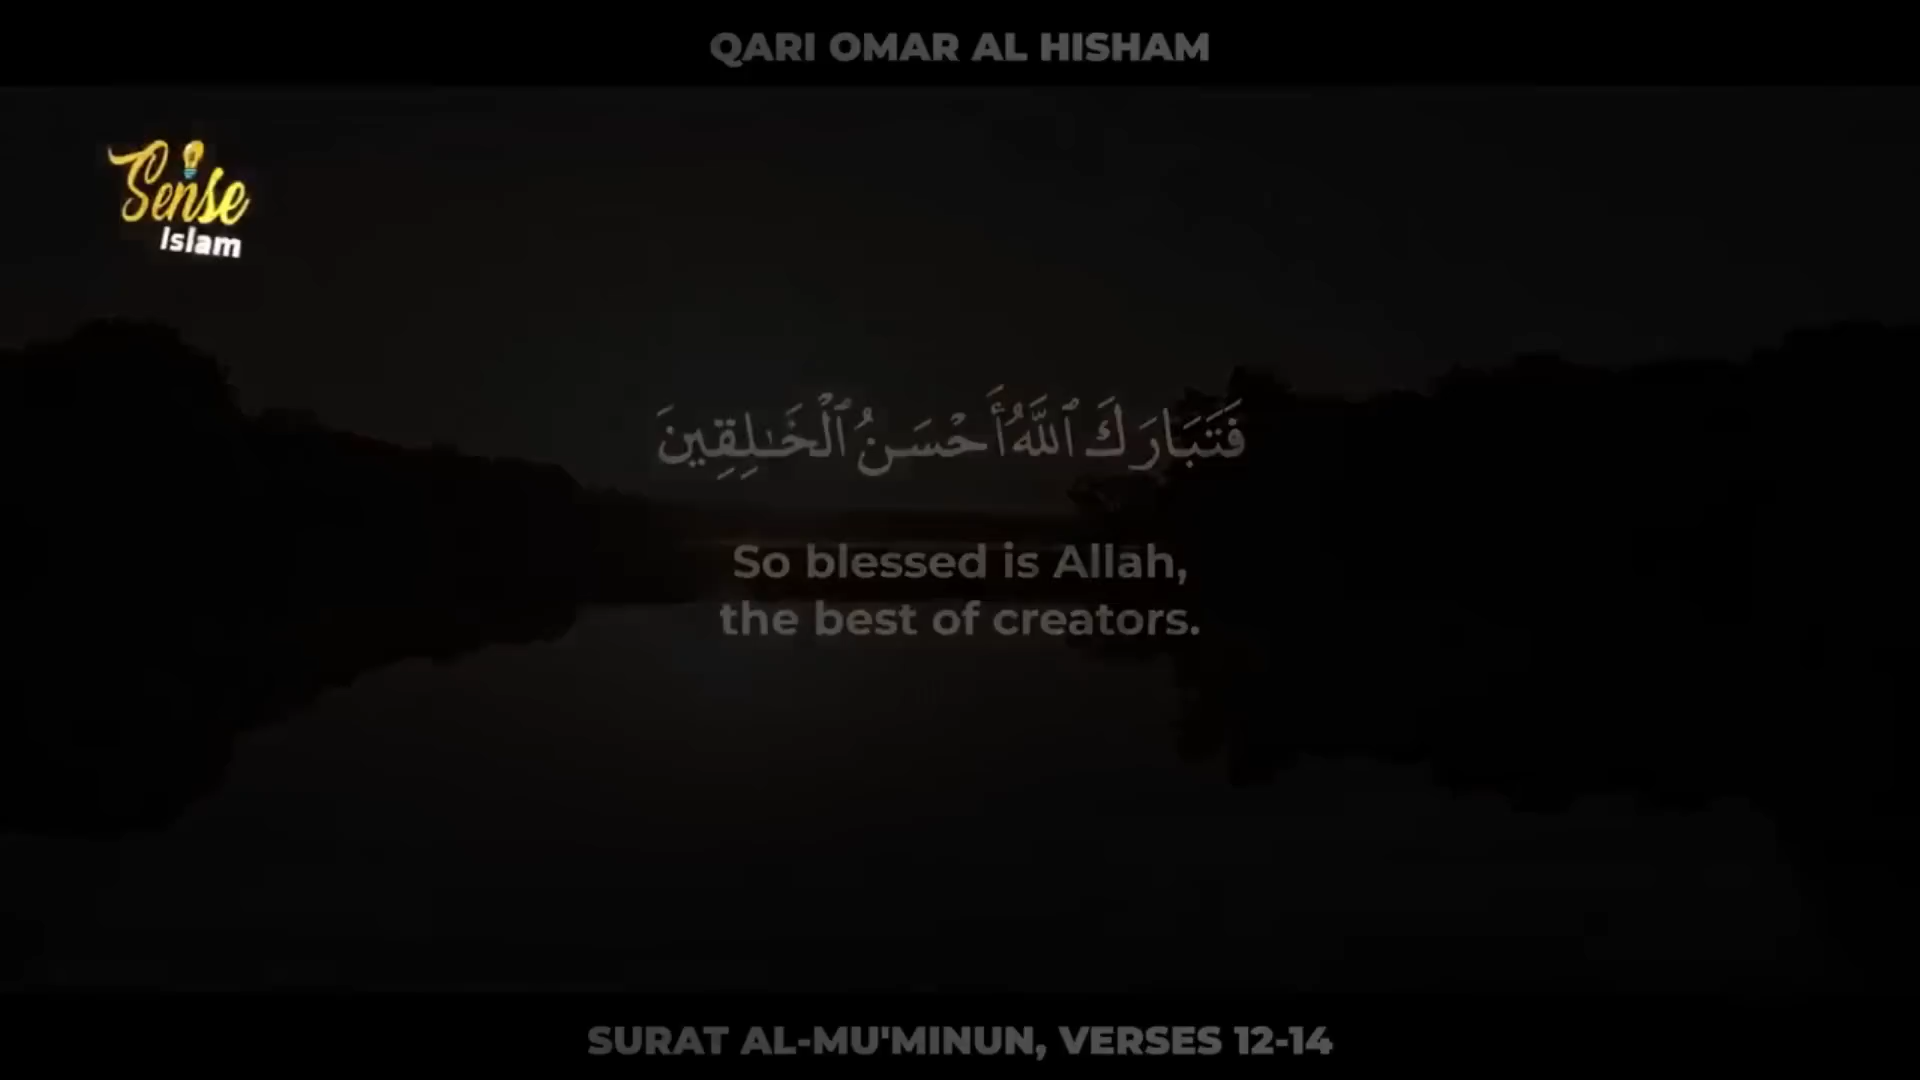 QARI OMAR AL HISHAM
Sense
Islam
فَتَبَارَكَ ٱللَّهُ أَحْسَنُ ٱلْخَـٰلِقِينَ
So blessed is Allah,
the best of creators.
SURAT AL-MU'MINUN, VERSES 12-14